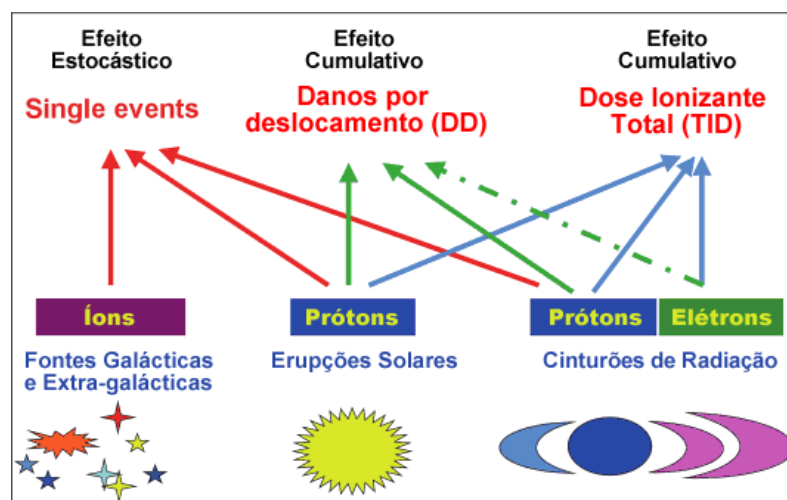 Efeito
Estocástico
Single events
Efeito
Cumulativo
Danos por
deslocamento (DD)
Efeito
Cumulativo
Dose Ionizante
Total (TID)
Íons
Prótons
Prótons
Elétrons
Fontes Galácticas
e Extra-galácticas
Erupções Solares
Cinturões de Radiação